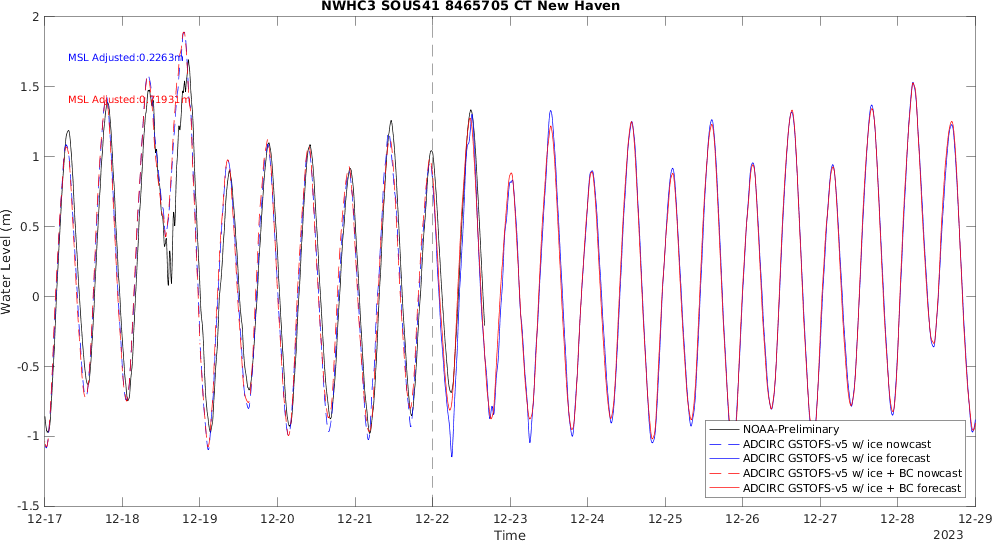 NWHC3 SOUS41 8465705 CT New Haven
2
1.5
1
0.5
0
-0.5
-1
-1.5
Water Level (m)
MSL Adjusted:0.2263m
MSL Adjusted:0.71931m
NOAA-Preliminary
ADCIRC GSTOFS-v5 w/ ice nowcast
ADCIRC GSTOFS-v5 w/ ice forecast
ADCIRC GSTOFS-v5 w/ ice + BC nowcast
ADCIRC GSTOFS-v5 w/ ice + BC forecast
12-17 12-18 12-19 12-20 12-21 12-22 12-23 12-24 12-25 12-26 12-27 12-28 12-29
Time
2023